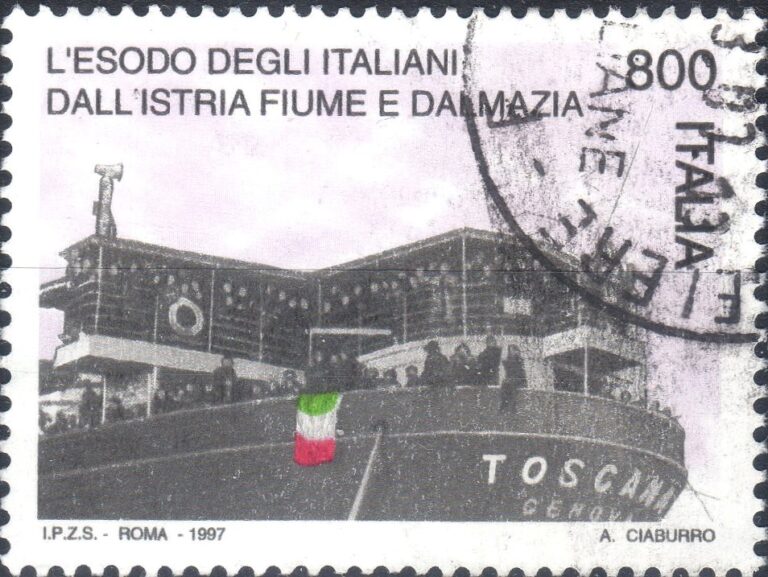 L'ESODO DEGLI ITALIANI
DALL'ISTRIA FIUME E DALMAZIA
800
ITALIA
TOSCANA
GENOVA
I.P.Z.S. - ROMA - 1997
A. CIABURRO